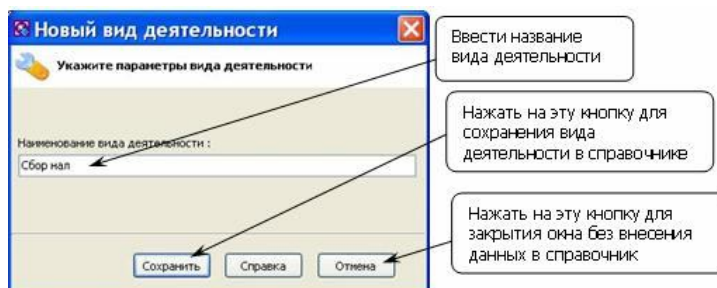 Новый вид деятельности
Укажите параметры вида деятельности
Наименование вида деятельности :
Сбор нал
Сохранить
Справка
Отмена
Ввести название
вида деятельности
Нажать на эту кнопку для
сохранения вида
деятельности в справочнике
Нажать на эту кнопку для
закрытия окна без внесения
данных в справочник